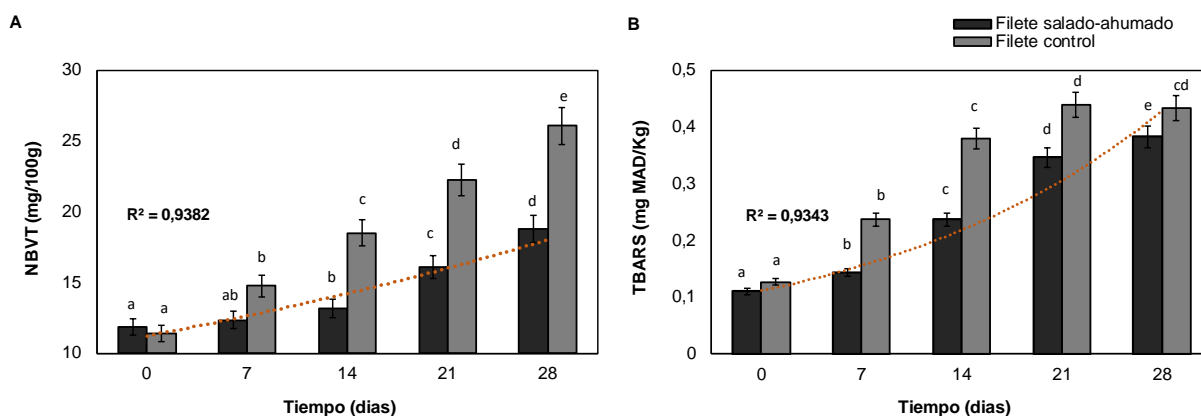 A
NBVT (mg/100g)
30
25
20
15
10
R² = 0,9382
a
a
ab
b
b
c
c
d
d
e
0
7
14
21
28
Tiempo (dias)
B
Filete salado-ahumado
Filete control
TBARS (mg MAD/Kg)
0,5
0,4
0,3
0,2
0,1
0
R² = 0,9343
a
a
b
b
c
c
d
d
e
cd
0
7
14
21
28
Tiempo (dias)